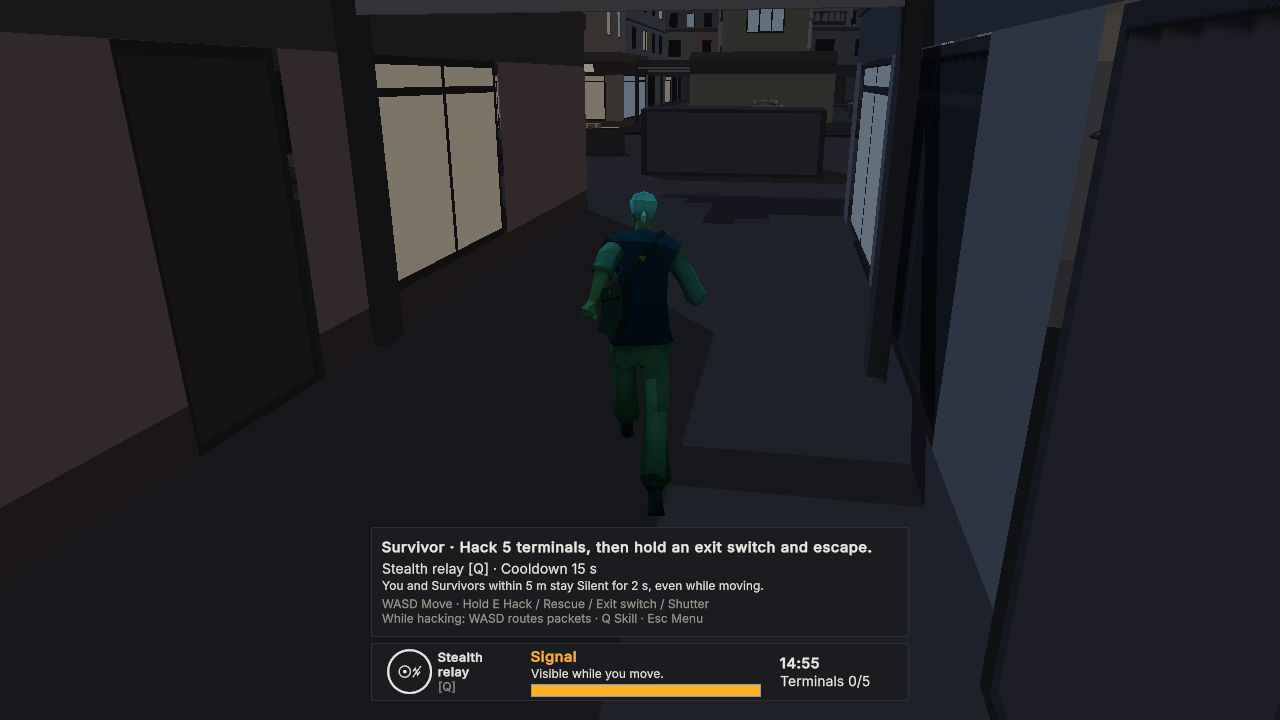 Survivor · Hack 5 terminals, then hold an exit switch and escape.
Stealth relay [Q] · Cooldown 15 s
You and Survivors within 5 m stay Silent for 2 s, even while moving.
WASD Move · Hold E Hack / Rescue / Exit switch / Shutter
While hacking: WASD routes packets · Q Skill · Esc Menu
Stealth
relay
[Q]
Signal
Visible while you move.
14:55
Terminals 0/5